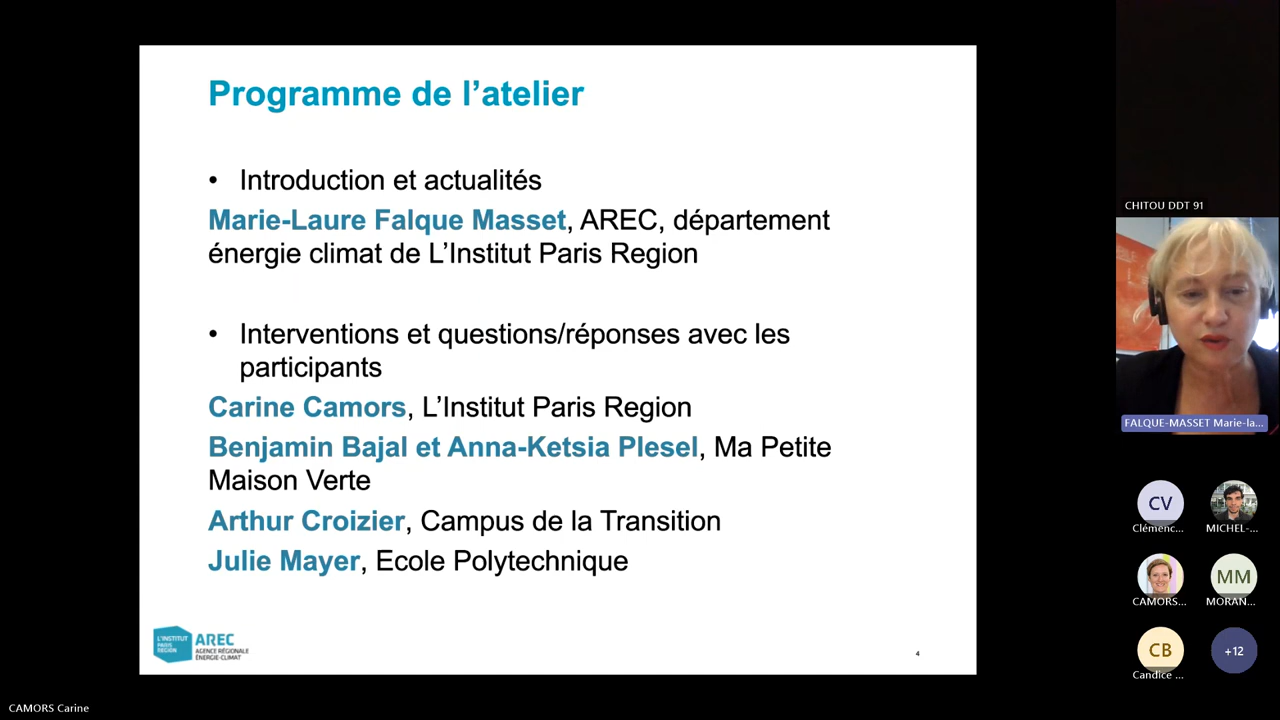 Programme de l’atelier
• Introduction et actualités
Marie-Laure Falque Masset, AREC, département
énergie climat de L’Institut Paris Region
• Interventions et questions/réponses avec les
participants
Carine Camors, L’Institut Paris Region
Benjamin Bajal et Anna-Ketsia Plesel, Ma Petite
Maison Verte
Arthur Croizier, Campus de la Transition
Julie Mayer, Ecole Polytechnique
L’INSTITUT
PARIS
REGION
AREC
AGENCE RÉGIONALE
ÉNERGIE-CLIMAT
4
CHITOU DDT 91
FALQUE-MASSET Marie-la...
CV
Clémenc...
MICHEL-...
CAMORS...
MM
MORAN...
CB
Candice ...
+12
CAMORS Carine